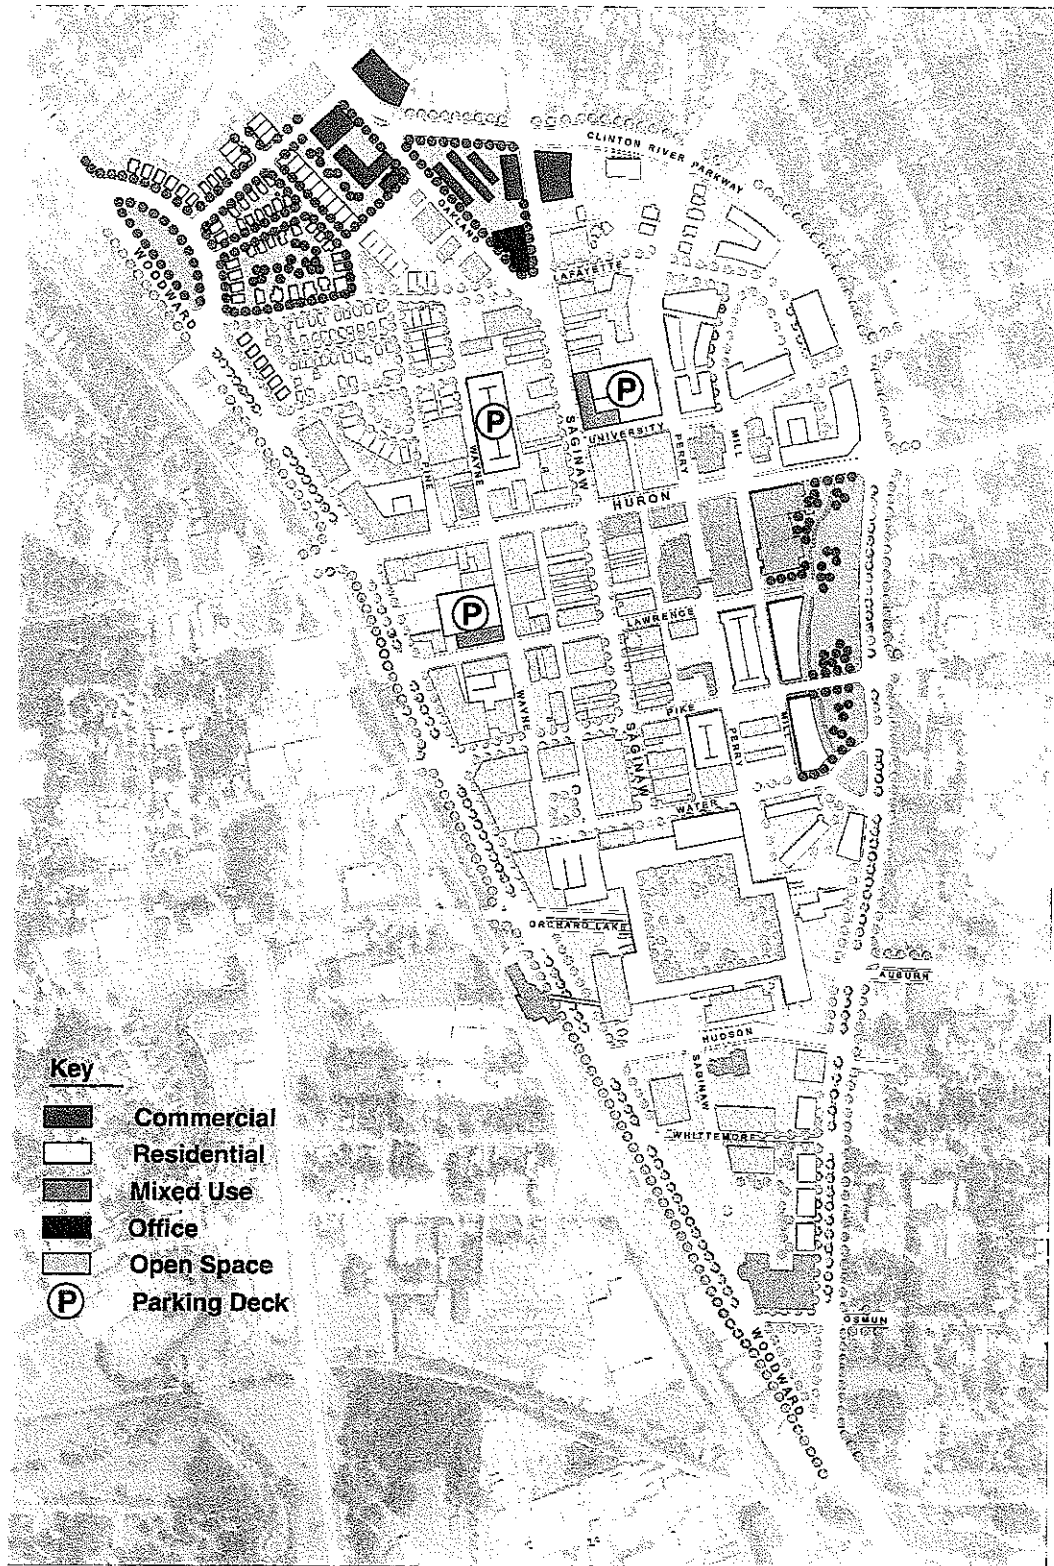 CLINTON RIVER PARKWAY
OAKLAND
WOODWARD
LAFAYETTE
P
P
SAGINAW
UNIVERSITY
PINE
WAYNE
PERRY
MILL
HURON
P
LAWRENCE
WAYNE
PIKE
SAGINAW
PERRY
MILL
WATER
ORCHARD LAKE
AUBURN
HUDSON
SAGINAW
WHITTEMORE
OSMUN
WOODWARD
Key
Commercial
Residential
Mixed Use
Office
Open Space
P Parking Deck